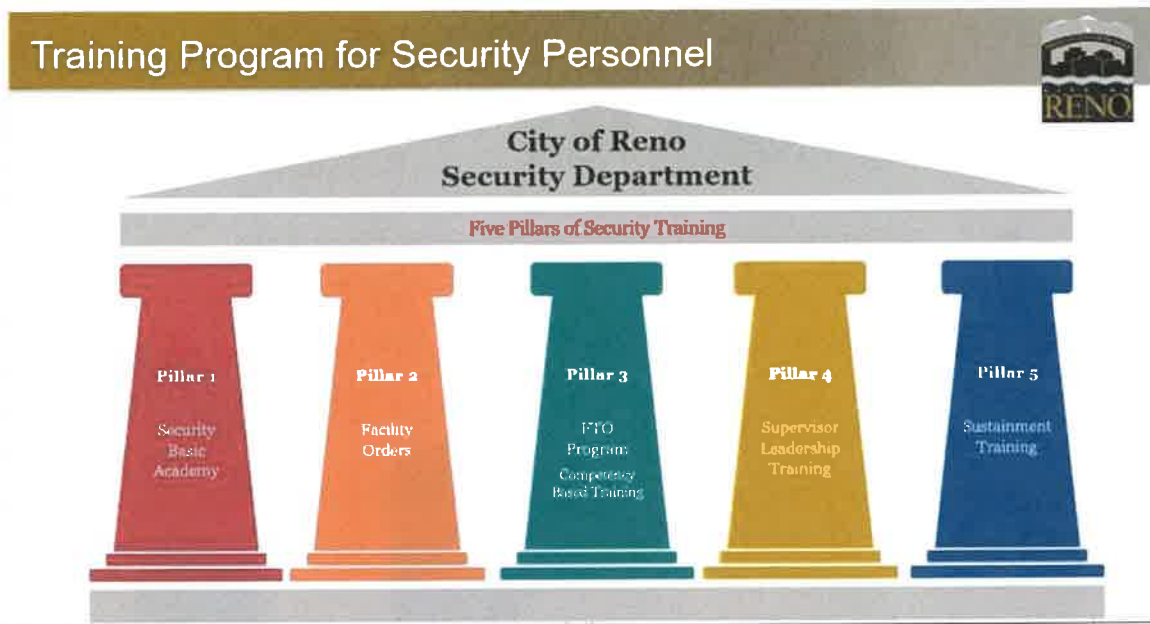 Training Program for Security Personnel
RENO
City of Reno
Security Department
Five Pillars of Security Training
Pillar 1
Security
Basic
Academy
Pillar 2
Facility
Orders
Pillar 3
FTO
Program
Competency
Based Training
Pillar 4
Supervisor
Leadership
Training
Pillar 5
Sustainment
Training